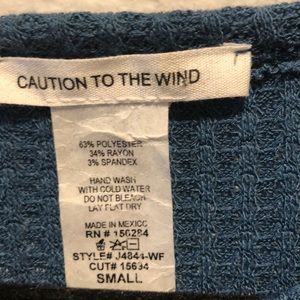 CAUTION TO THE WIND
63% POLYESTER
34% RAYON
3% SPANDEX
HAND WASH
WITH COLD WATER
DO NOT BLEACH
LAY FLAT DRY
MADE IN MEXICO
RN # 156284
STYLE# J4844-WF
CUT# 15694
SMALL